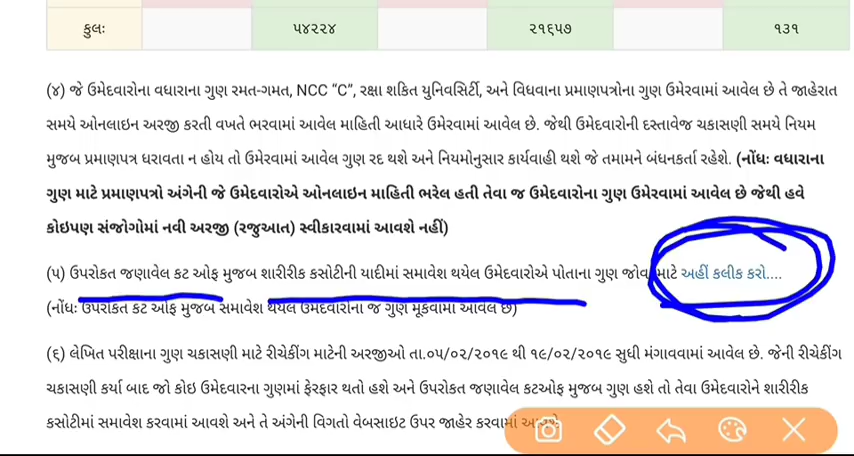 કુલઃ ૫૪૨૨૪ ૨૧૬૫૭ ૧૩૧
(૪) જે ઉમેદવારોના વધારાના ગુણ રમત-ગમત, NCC “C”, રક્ષા શકિત યુનિવર્સિટી, અને વિધવાના પ્રમાણપત્રોના ગુણ ઉમેરવામાં આવેલ છે તે જાહેરાત
સમયે ઓનલાઇન અરજી કરતી વખતે ભરવામાં આવેલ માહિતી આધારે ઉમેરવામાં આવેલ છે. જેથી ઉમેદવારોની દસ્તાવેજ ચકાસણી સમયે નિયમ
મુજબ પ્રમાણપત્ર ધરાવતા ન હોય તો ઉમેરવામાં આવેલ ગુણ રદ થશે અને નિયમોનુસાર કાર્યવાહી થશે જે તમામને બંધનકર્તા રહેશે. (નોંધઃ વધારાના
ગુણ માટે પ્રમાણપત્રો અંગેની જે ઉમેદવારોએ ઓનલાઇન માહિતી ભરેલ હતી તેવા જ ઉમેદવારોના ગુણ ઉમેરવામાં આવેલ છે જેથી હવે
કોઇપણ સંજોગોમાં નવી અરજી (રજુઆત) સ્વીકારવામાં આવશે નહીં)
(૫) ઉપરોકત જણાવેલ કટ ઓફ મુજબ શારીરીક કસોટીની યાદીમાં સમાવેશ થયેલ ઉમેદવારોએ પોતાના ગુણ જોવા માટે અહીં કલીક કરો....
(નોંધઃ ઉપરોકત કટ ઓફ મુજબ સમાવેશ થયેલ ઉમેદવારોના જ ગુણ મૂકવામાં આવેલ છે)
(૬) લેખિત પરીક્ષાના ગુણ ચકાસણી માટે રીચેકીંગ માટેની અરજીઓ તા.૦૫/૦૨/૨૦૧૯ થી ૧૯/૦૨/૨૦૧૯ સુધી મંગાવવામાં આવેલ છે. જેની રીચેકીંગ
ચકાસણી કર્યા બાદ જો કોઇ ઉમેદવારના ગુણમાં ફેરફાર થતો હશે અને ઉપરોકત જણાવેલ કટઓફ મુજબ ગુણ હશે તો તેવા ઉમેદવારોને શારીરીક
કસોટીમાં સમાવેશ કરવામાં આવશે અને તે અંગેની વિગતો વેબસાઇટ ઉપર જાહેર કરવામાં